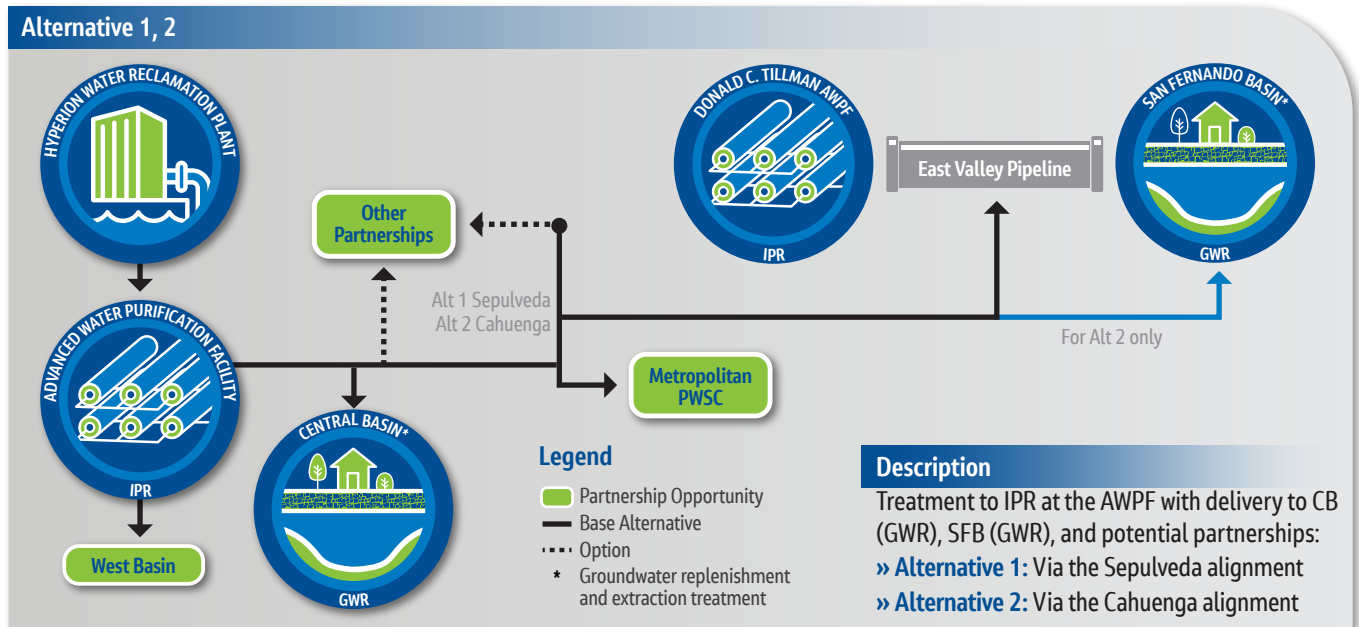 Alternative 1, 2
HYPERION WATER RECLAMATION PLANT
ADVANCED WATER PURIFICATION FACILITY
IPR
West Basin
Other
Partnerships
Alt 1 Sepulveda
Alt 2 Cahuenga
CENTRAL BASIN*
GWR
Metropolitan
PWSC
DONALD C. TILLMAN AWPF
IPR
East Valley Pipeline
SAN FERNANDO BASIN*
GWR
For Alt 2 only
Legend
Partnership Opportunity
Base Alternative
Option
* Groundwater replenishment
and extraction treatment
Description
Treatment to IPR at the AWPF with delivery to CB
(GWR), SFB (GWR), and potential partnerships:
» Alternative 1: Via the Sepulveda alignment
» Alternative 2: Via the Cahuenga alignment